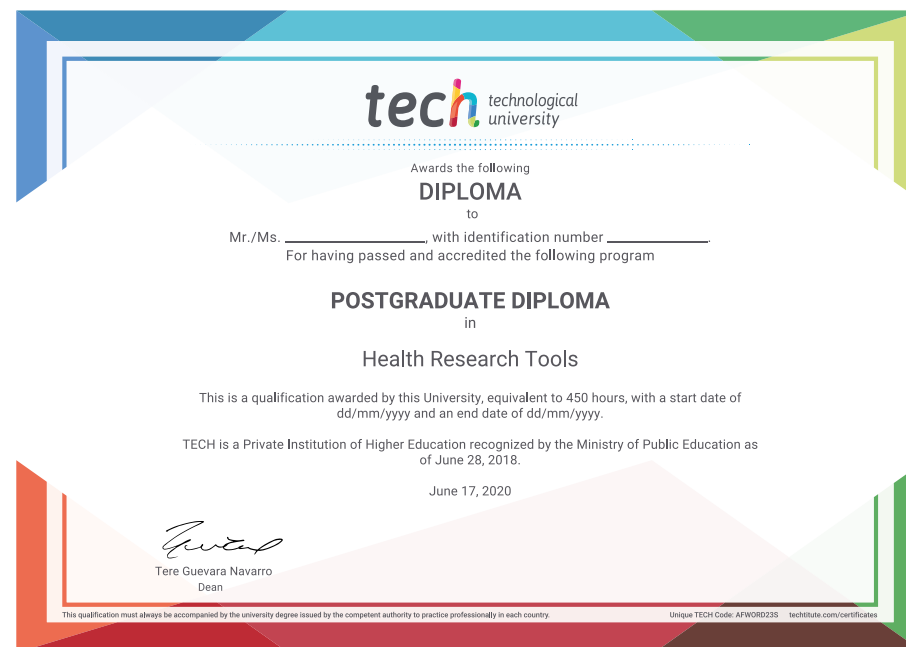 tech technological
university
Awards the following
DIPLOMA
to
Mr./Ms. ____________________, with identification number ______________.
For having passed and accredited the following program
POSTGRADUATE DIPLOMA
in
Health Research Tools
This is a qualification awarded by this University, equivalent to 450 hours, with a start date of
dd/mm/yyyy and an end date of dd/mm/yyyy.
TECH is a Private Institution of Higher Education recognized by the Ministry of Public Education as
of June 28, 2018.
June 17, 2020
Tere Guevara Navarro
Dean
This qualification must always be accompanied by the university degree issued by the competent authority to practice professionally in each country.
Unique TECH Code: AFWORD23S techtitute.com/certificates